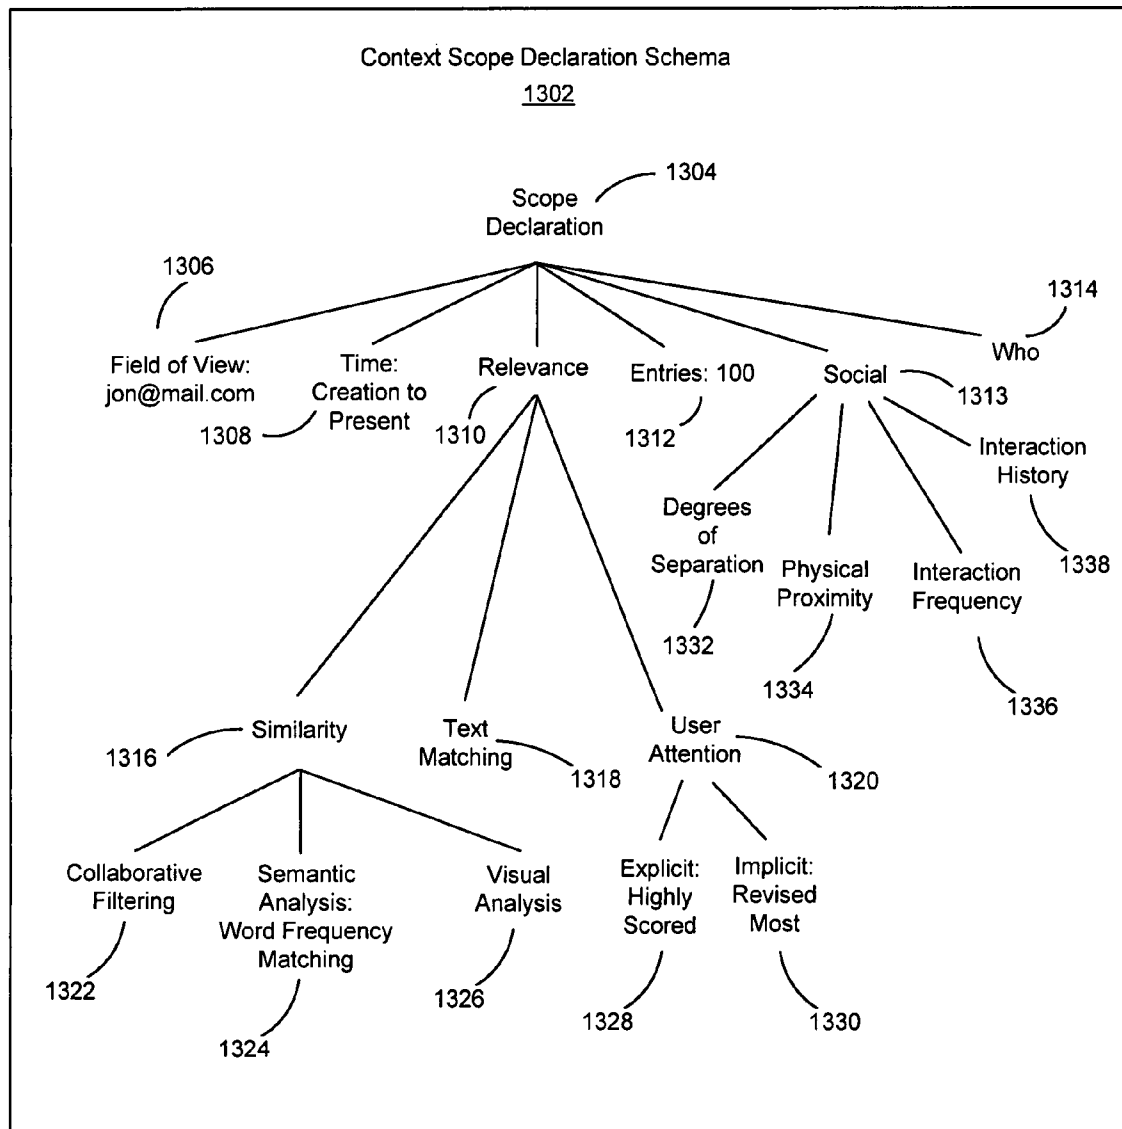 Context Scope Declaration Schema
1302
1304
Scope
Declaration
1306
1314
Field of View:
jon@mail.com
Time:
Creation to
Present
1308
Relevance
1310
Entries: 100
1312
Social
1313
Who
Degrees
of
Separation
1332
Physical
Proximity
1334
Interaction
Frequency
1336
Interaction
History
1338
Similarity
1316
Text
Matching
1318
User
Attention
1320
Collaborative
Filtering
1322
Semantic
Analysis:
Word Frequency
Matching
1324
Visual
Analysis
1326
Explicit:
Highly
Scored
1328
Implicit:
Revised
Most
1330